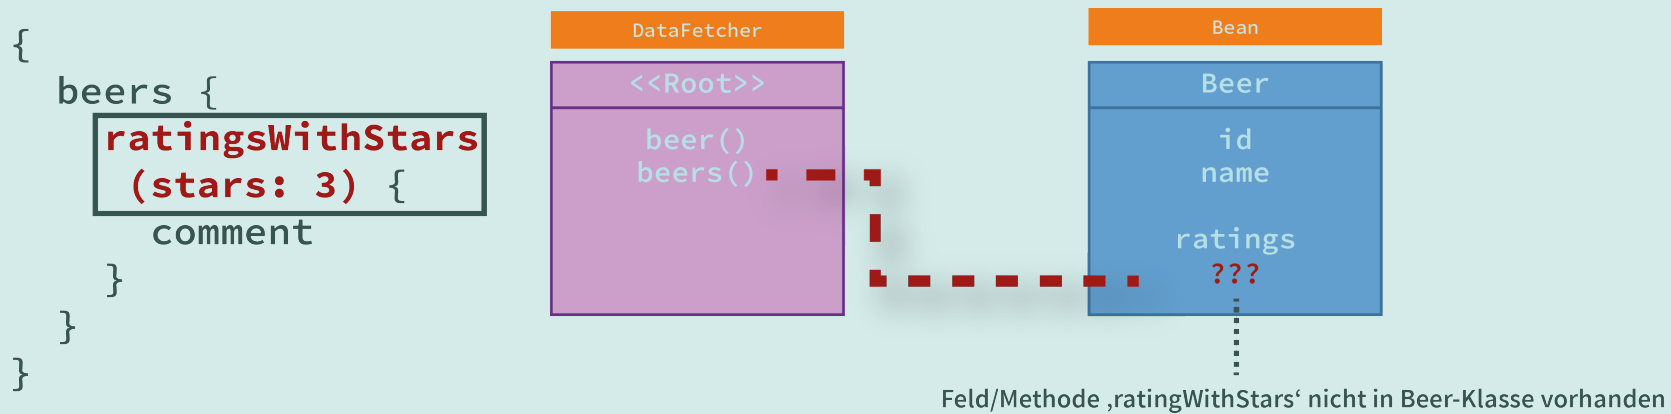 {
beers {
ratingsWithStars
(stars: 3) {
comment
}
}
}
DataFetcher
<<Root>>
beer()
beers()
Bean
Beer
id
name
ratings
???
Feld/Methode ‚ratingWithStars‘ nicht in Beer-Klasse vorhanden